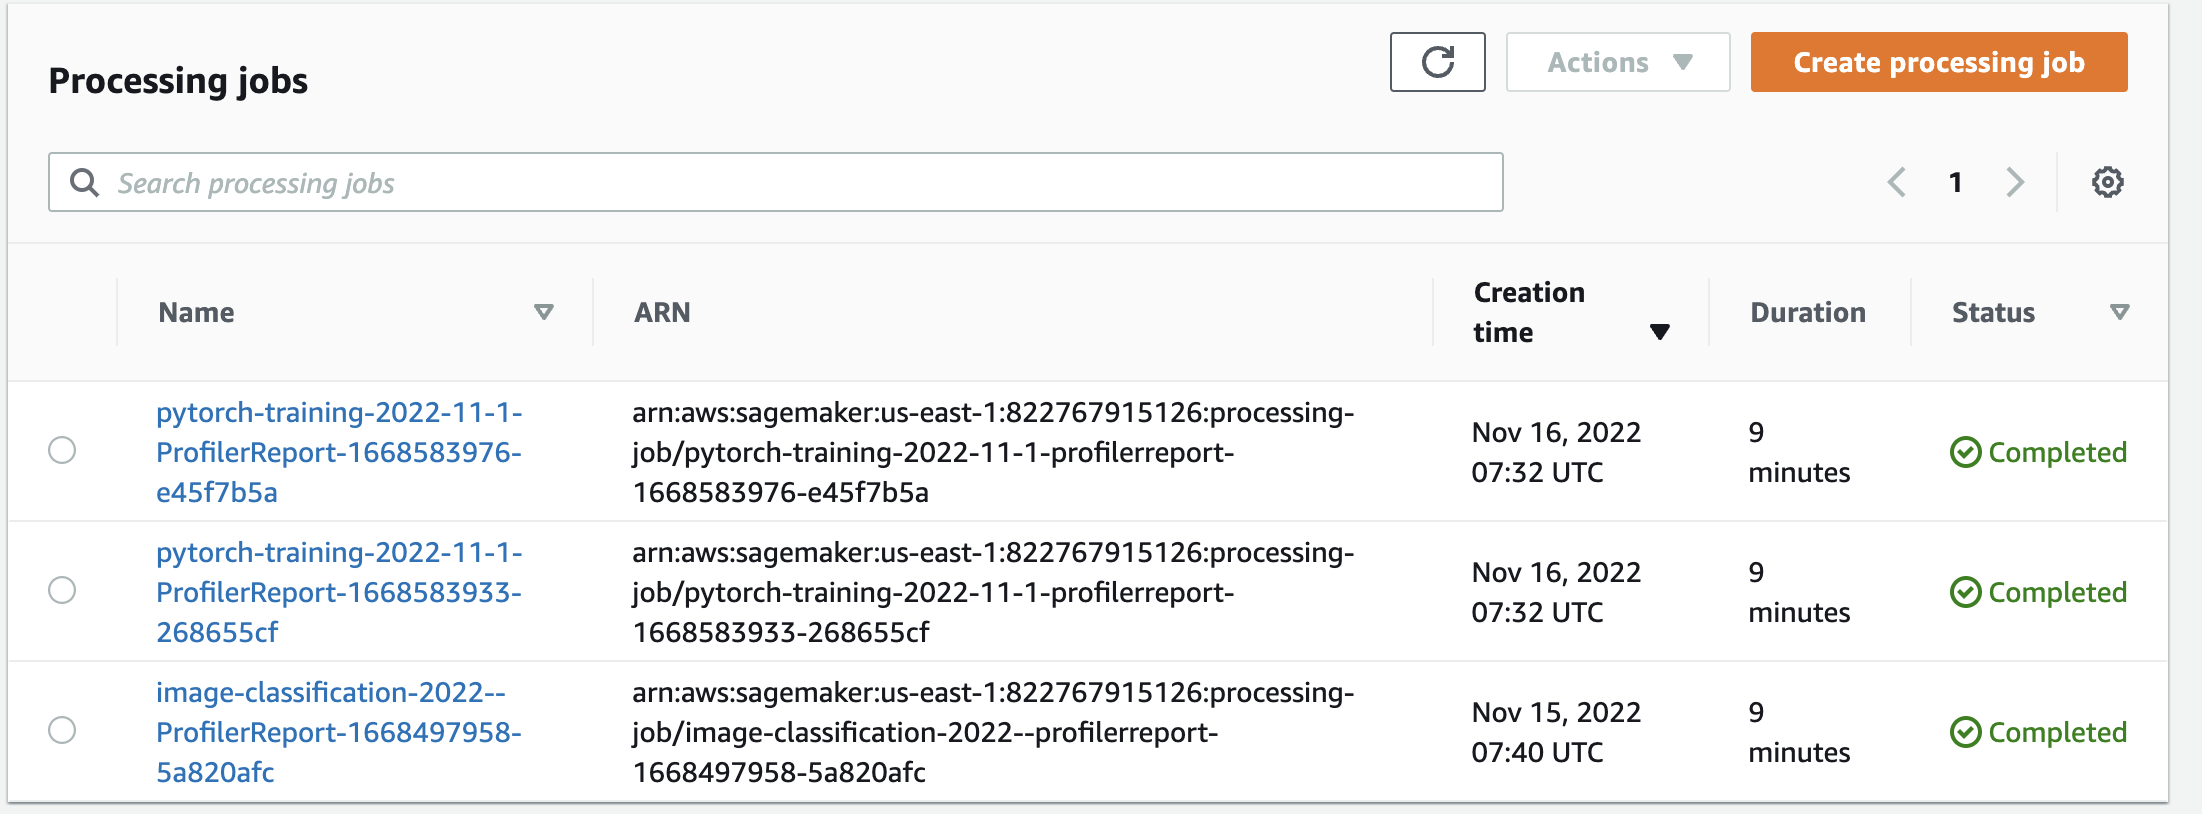 Processing jobs
Actions
Create processing job
Search processing jobs
1
Name
ARN
Creation
time
Duration
Status
pytorch-training-2022-11-1-
ProfilerReport-1668583976-
e45f7b5a
arn:aws:sagemaker:us-east-1:822767915126:processing-
job/pytorch-training-2022-11-1-profilerreport-
1668583976-e45f7b5a
Nov 16, 2022
07:32 UTC
9
minutes
Completed
pytorch-training-2022-11-1-
ProfilerReport-1668583933-
268655cf
arn:aws:sagemaker:us-east-1:822767915126:processing-
job/pytorch-training-2022-11-1-profilerreport-
1668583933-268655cf
Nov 16, 2022
07:32 UTC
9
minutes
Completed
image-classification-2022--
ProfilerReport-1668497958-
5a820afc
arn:aws:sagemaker:us-east-1:822767915126:processing-
job/image-classification-2022--profilerreport-
1668497958-5a820afc
Nov 15, 2022
07:40 UTC
9
minutes
Completed